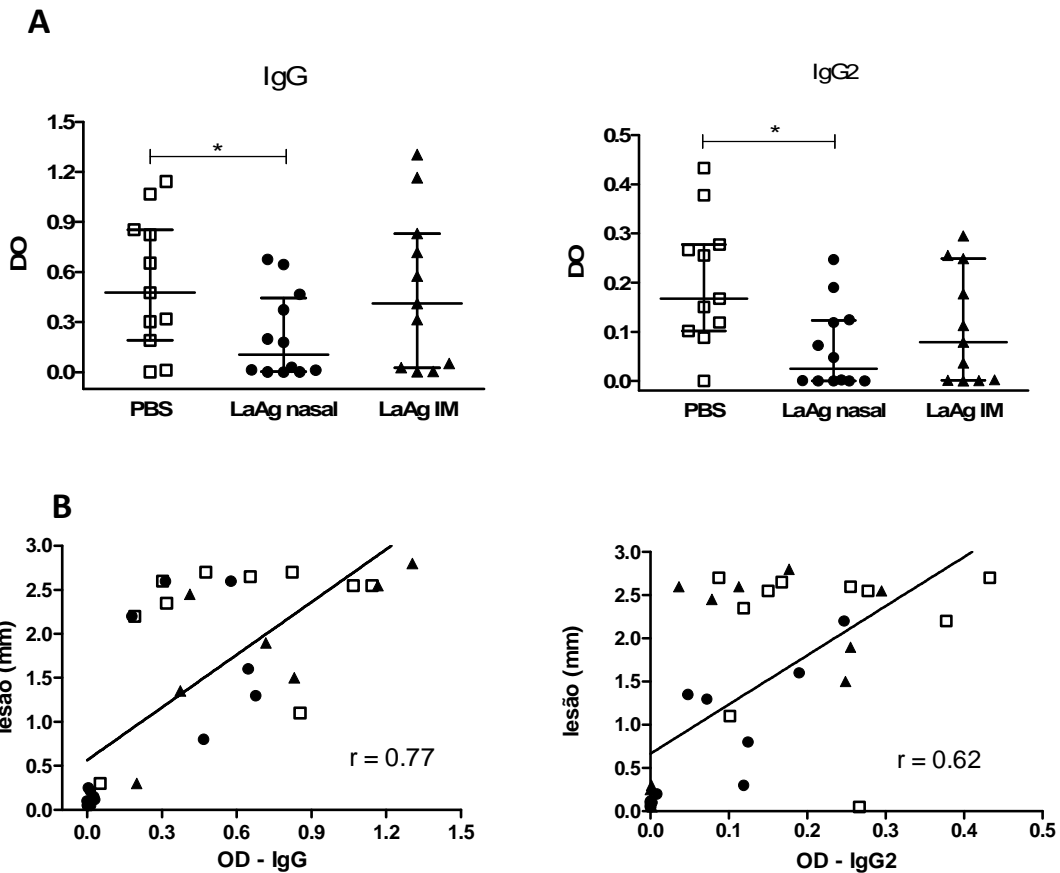 A
IgG
IgG2
*
*
1.5
1.2
0.9
0.6
0.3
0.0
DO
PBS
LaAg nasal
LaAg IM
0.5
0.4
0.3
0.2
0.1
0.0
DO
PBS
LaAg nasal
LaAg IM
B
3.0
2.5
2.0
1.5
1.0
0.5
0.0
lesão (mm)
r = 0.77
0.0
0.3
0.6
0.9
1.2
1.5
OD - IgG
3.0
2.5
2.0
1.5
1.0
0.5
0.0
lesão (mm)
r = 0.62
0.0
0.1
0.2
0.3
0.4
0.5
OD - IgG2